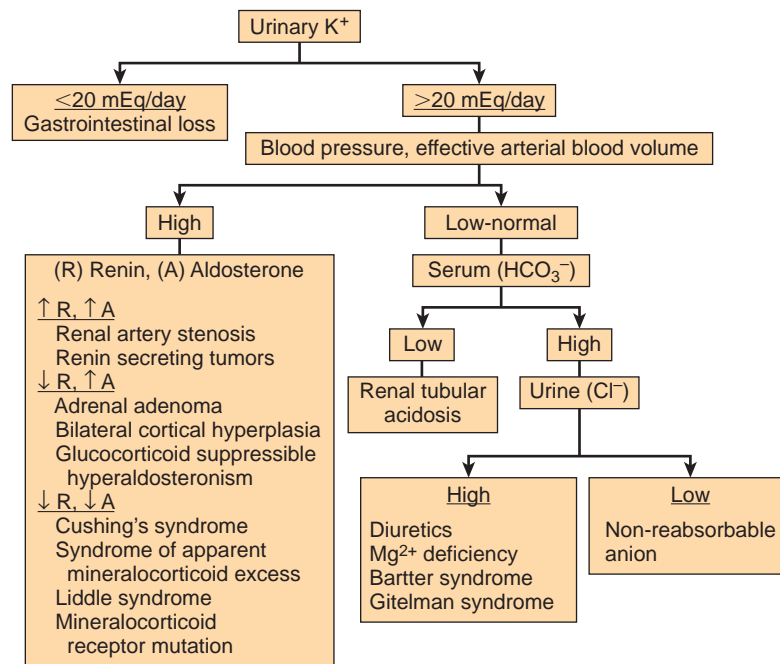 Urinary K⁺
<20 mEq/day
Gastrointestinal loss
>20 mEq/day
Blood pressure, effective arterial blood volume
High
(R) Renin, (A) Aldosterone
↑ R, ↑ A
Renal artery stenosis
Renin secreting tumors
↓ R, ↑ A
Adrenal adenoma
Bilateral cortical hyperplasia
Glucocorticoid suppressible
hyperaldosteronism
↓ R, ↓ A
Cushing's syndrome
Syndrome of apparent
mineralocorticoid excess
Liddle syndrome
Mineralocorticoid
receptor mutation
Low-normal
Serum (HCO₃⁻)
Low
Renal tubular
acidosis
High
Urine (Cl⁻)
High
Diuretics
Mg²⁺ deficiency
Bartter syndrome
Gitelman syndrome
Low
Non-reabsorbable
anion